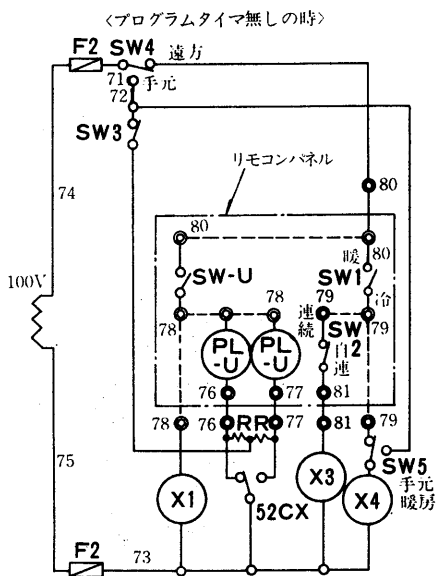 〈プログラムタイマ無しの時〉
F2
SW4
遠方
71
手元
72
SW3
リモコンパネル
74
80
80
暖
80
100V
SW-U
SW1
冷
78
78
79
連続
SW2
79
自連
PL-U
PL-U
76
77
81
78
76
RR
77
81
79
SW5
手元
暖房
75
X1
52CX
X3
X4
F2
73